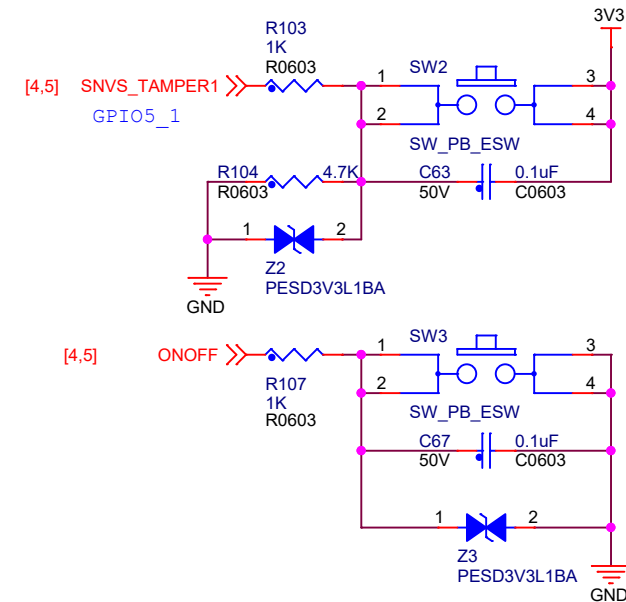 3V3
R103
1K
R0603
[4,5] SNVS_TAMPER1
GPIO5_1
1 SW2 3
2 4
SW_PB_ESW
R104 4.7K
R0603
C63 0.1uF
50V C0603
1 2
Z2
PESD3V3L1BA
GND
[4,5] ONOFF
R107
1K
R0603
1 SW3 3
2 4
SW_PB_ESW
C67 0.1uF
50V C0603
1 2
Z3
PESD3V3L1BA
GND